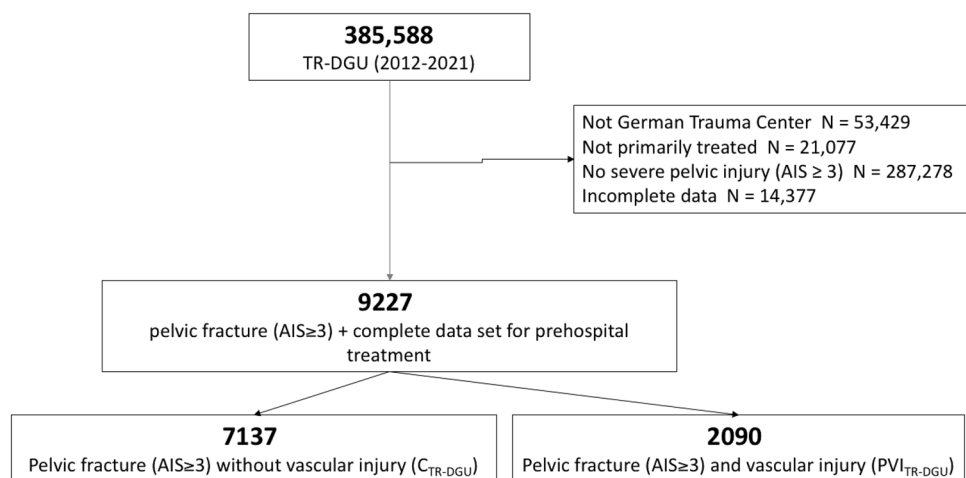 385,588
TR-DGU (2012-2021)
Not German Trauma Center N = 53,429
Not primarily treated N = 21,077
No severe pelvic injury (AIS ≥ 3) N = 287,278
Incomplete data N = 14,377
9227
pelvic fracture (AIS≥3) + complete data set for prehospital
treatment
7137
Pelvic fracture (AIS≥3) without vascular injury (CTR-DGU)
2090
Pelvic fracture (AIS≥3) and vascular injury (PVITR-DGU)